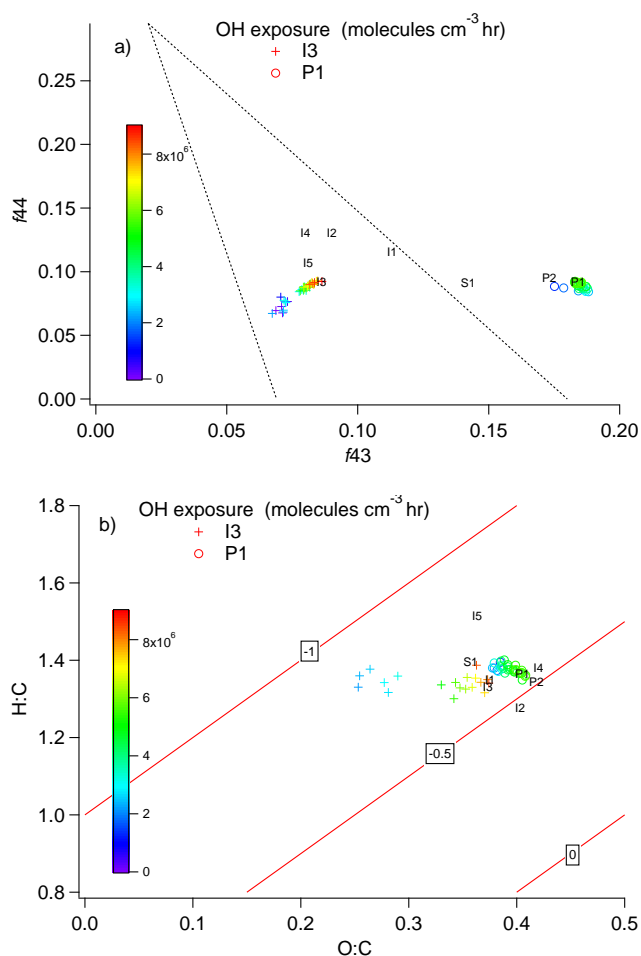 OH exposure (molecules cm-3 hr)
a)
I3
P1
0.25
0.20
0.15
0.10
0.05
0.00
f44
8x10^6
6
4
2
0
I4 I2
I1
I5
I3
S1
P2
P1
0.00 0.05 0.10 0.15 0.20
f43
OH exposure (molecules cm-3 hr)
b)
I3
P1
1.8
1.6
1.4
1.2
1.0
0.8
H:C
8x10^6
6
4
2
0
-1
I5
S1
I4
P1
I1
P2
I3
I2
-0.5
0
0.0 0.1 0.2 0.3 0.4 0.5
O:C